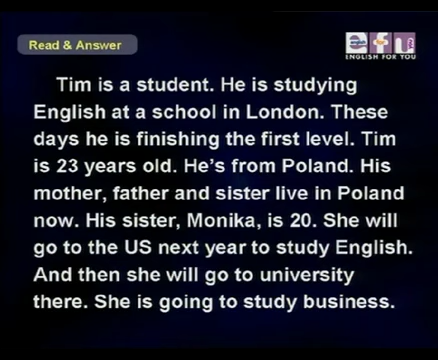 Read & Answer
efu
ENGLISH FOR YOU
Tim is a student. He is studying
English at a school in London. These
days he is finishing the first level. Tim
is 23 years old. He's from Poland. His
mother, father and sister live in Poland
now. His sister, Monika, is 20. She will
go to the US next year to study English.
And then she will go to university
there. She is going to study business.